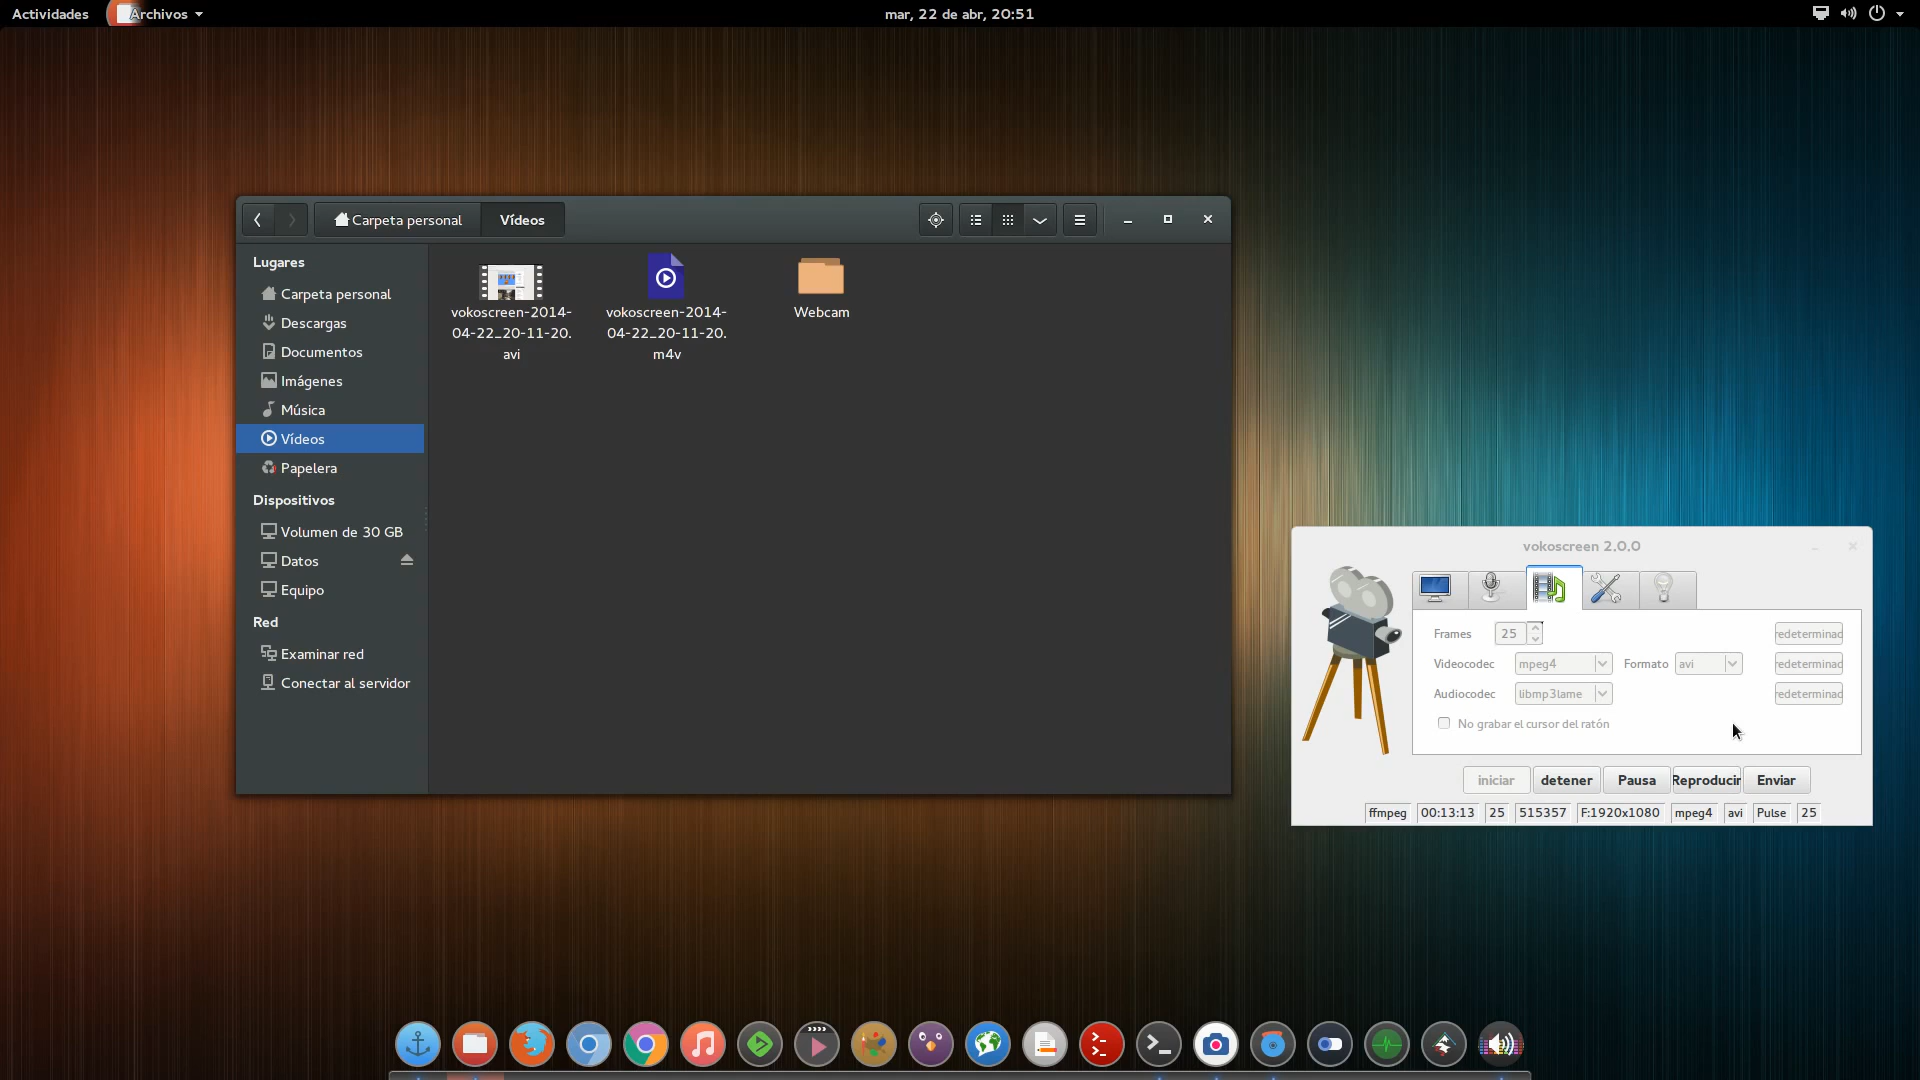 Actividades
Archivos
mar, 22 de abr, 20:51
Carpeta personal
Vídeos
Lugares
Carpeta personal
Descargas
Documentos
Imágenes
Música
Vídeos
Papelera
Dispositivos
Volumen de 30 GB
Datos
Equipo
Red
Examinar red
Conectar al servidor
vokoscreen-2014-
04-22_20-11-20.
avi
vokoscreen-2014-
04-22_20-11-20.
m4v
Webcam
vokoscreen 2.0.0
Frames 25 redeterminad
Videocodec mpeg4 Formato avi redeterminad
Audiocodec libmp3lame redeterminad
No grabar el cursor del ratón
iniciar detener Pausa Reproducir Enviar
ffmpeg 00:13:13 25 515357 F:1920x1080 mpeg4 avi Pulse 25